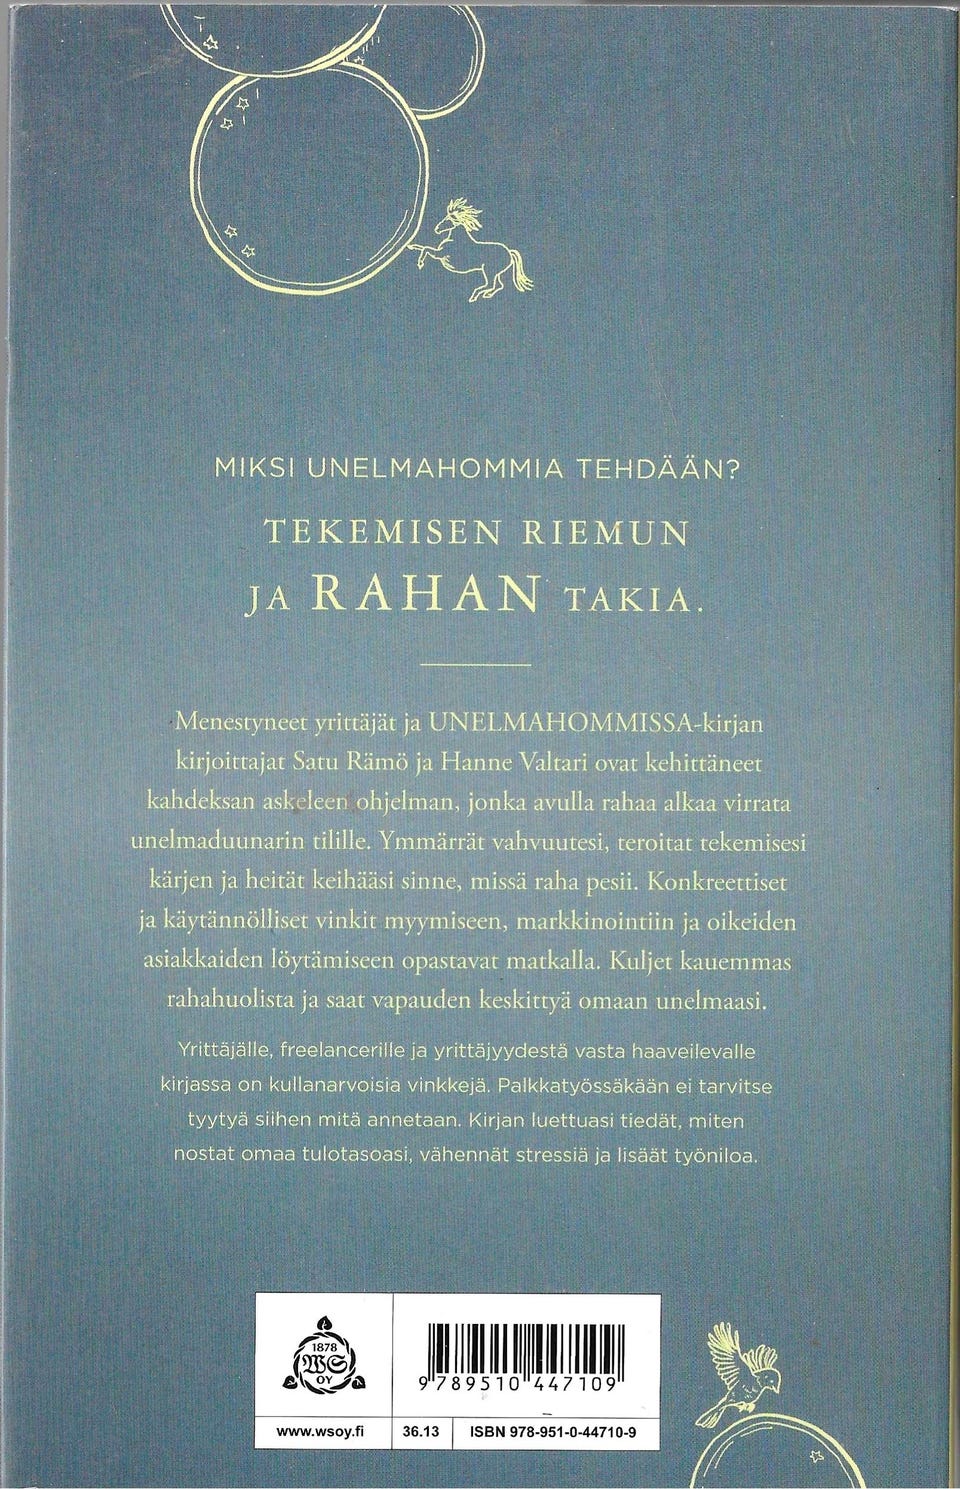 MIKSI UNELMAHOMMIA TEHDÄÄN?
TEKEMISEN RIEMUN
JA RAHAN TAKIA.
Menestyneet yrittäjät ja UNELMAHOMMISSA-kirjan
kirjoittajat Satu Rämö ja Hanne Valtari ovat kehittäneet
kahdeksan askeleen ohjelman, jonka avulla rahaa alkaa virrata
unelmaduunarin tilille. Ymmärrät vahvuutesi, teroitat tekemisesi
kärjen ja heität keihääsi sinne, missä raha pesii. Konkreettiset
ja käytännölliset vinkit myymiseen, markkinointiin ja oikeiden
asiakkaiden löytämiseen opastavat matkalla. Kuljet kauemmas
rahahuolista ja saat vapauden keskittyä omaan unelmaasi.
Yrittäjälle, freelancerille ja yrittäjyydestä vasta haaveilevalle
kirjassa on kullanarvoisia vinkkejä. Palkkatyössäkään ei tarvitse
tyytyä siihen mitä annetaan. Kirjan luettuasi tiedät, miten
nostat omaa tulotasoasi, vähennät stressiä ja lisäät työniloa.
1878
WS
OY
9 789510 447109
www.wsoy.fi
36.13
ISBN 978-951-0-44710-9